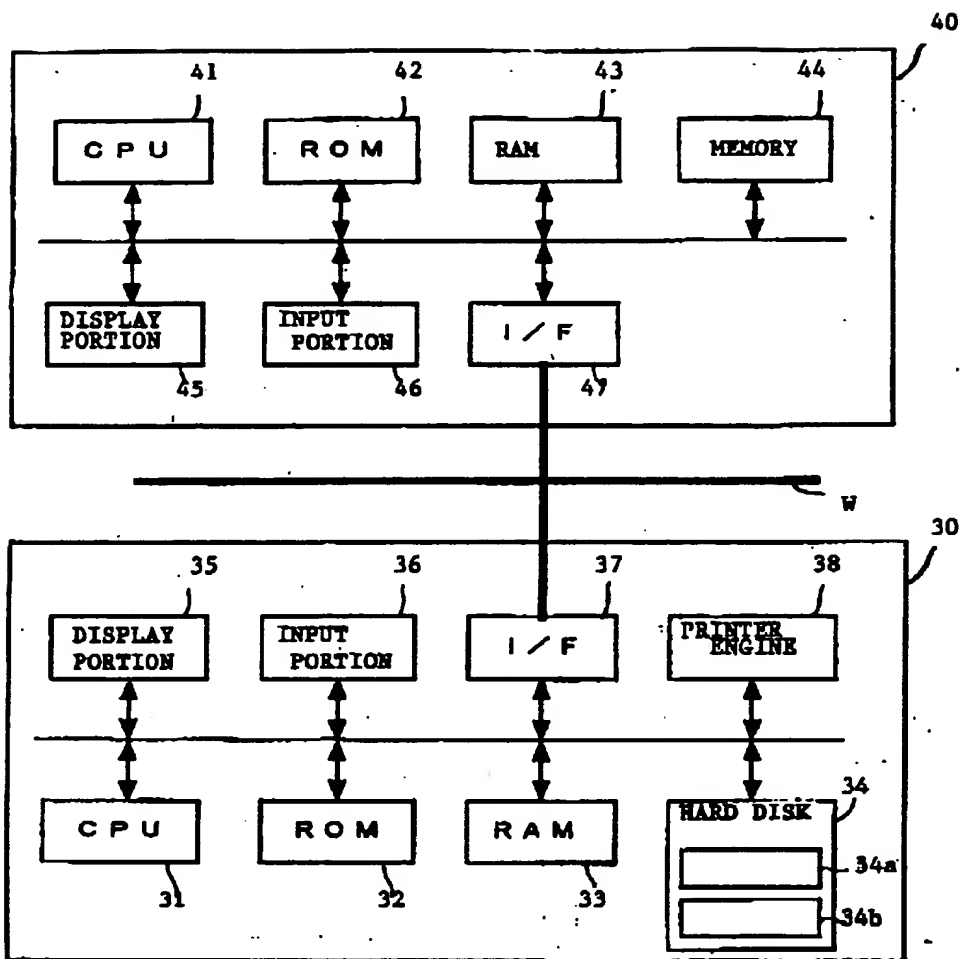 40
41 42 43 44
CPU ROM RAM MEMORY
DISPLAY PORTION
INPUT PORTION
I/F
45 46 47
W
30
35 36 37 38
DISPLAY PORTION
INPUT PORTION
I/F
PRINTER ENGINE
CPU ROM RAM
HARD DISK
34
34a
34b
31 32 33